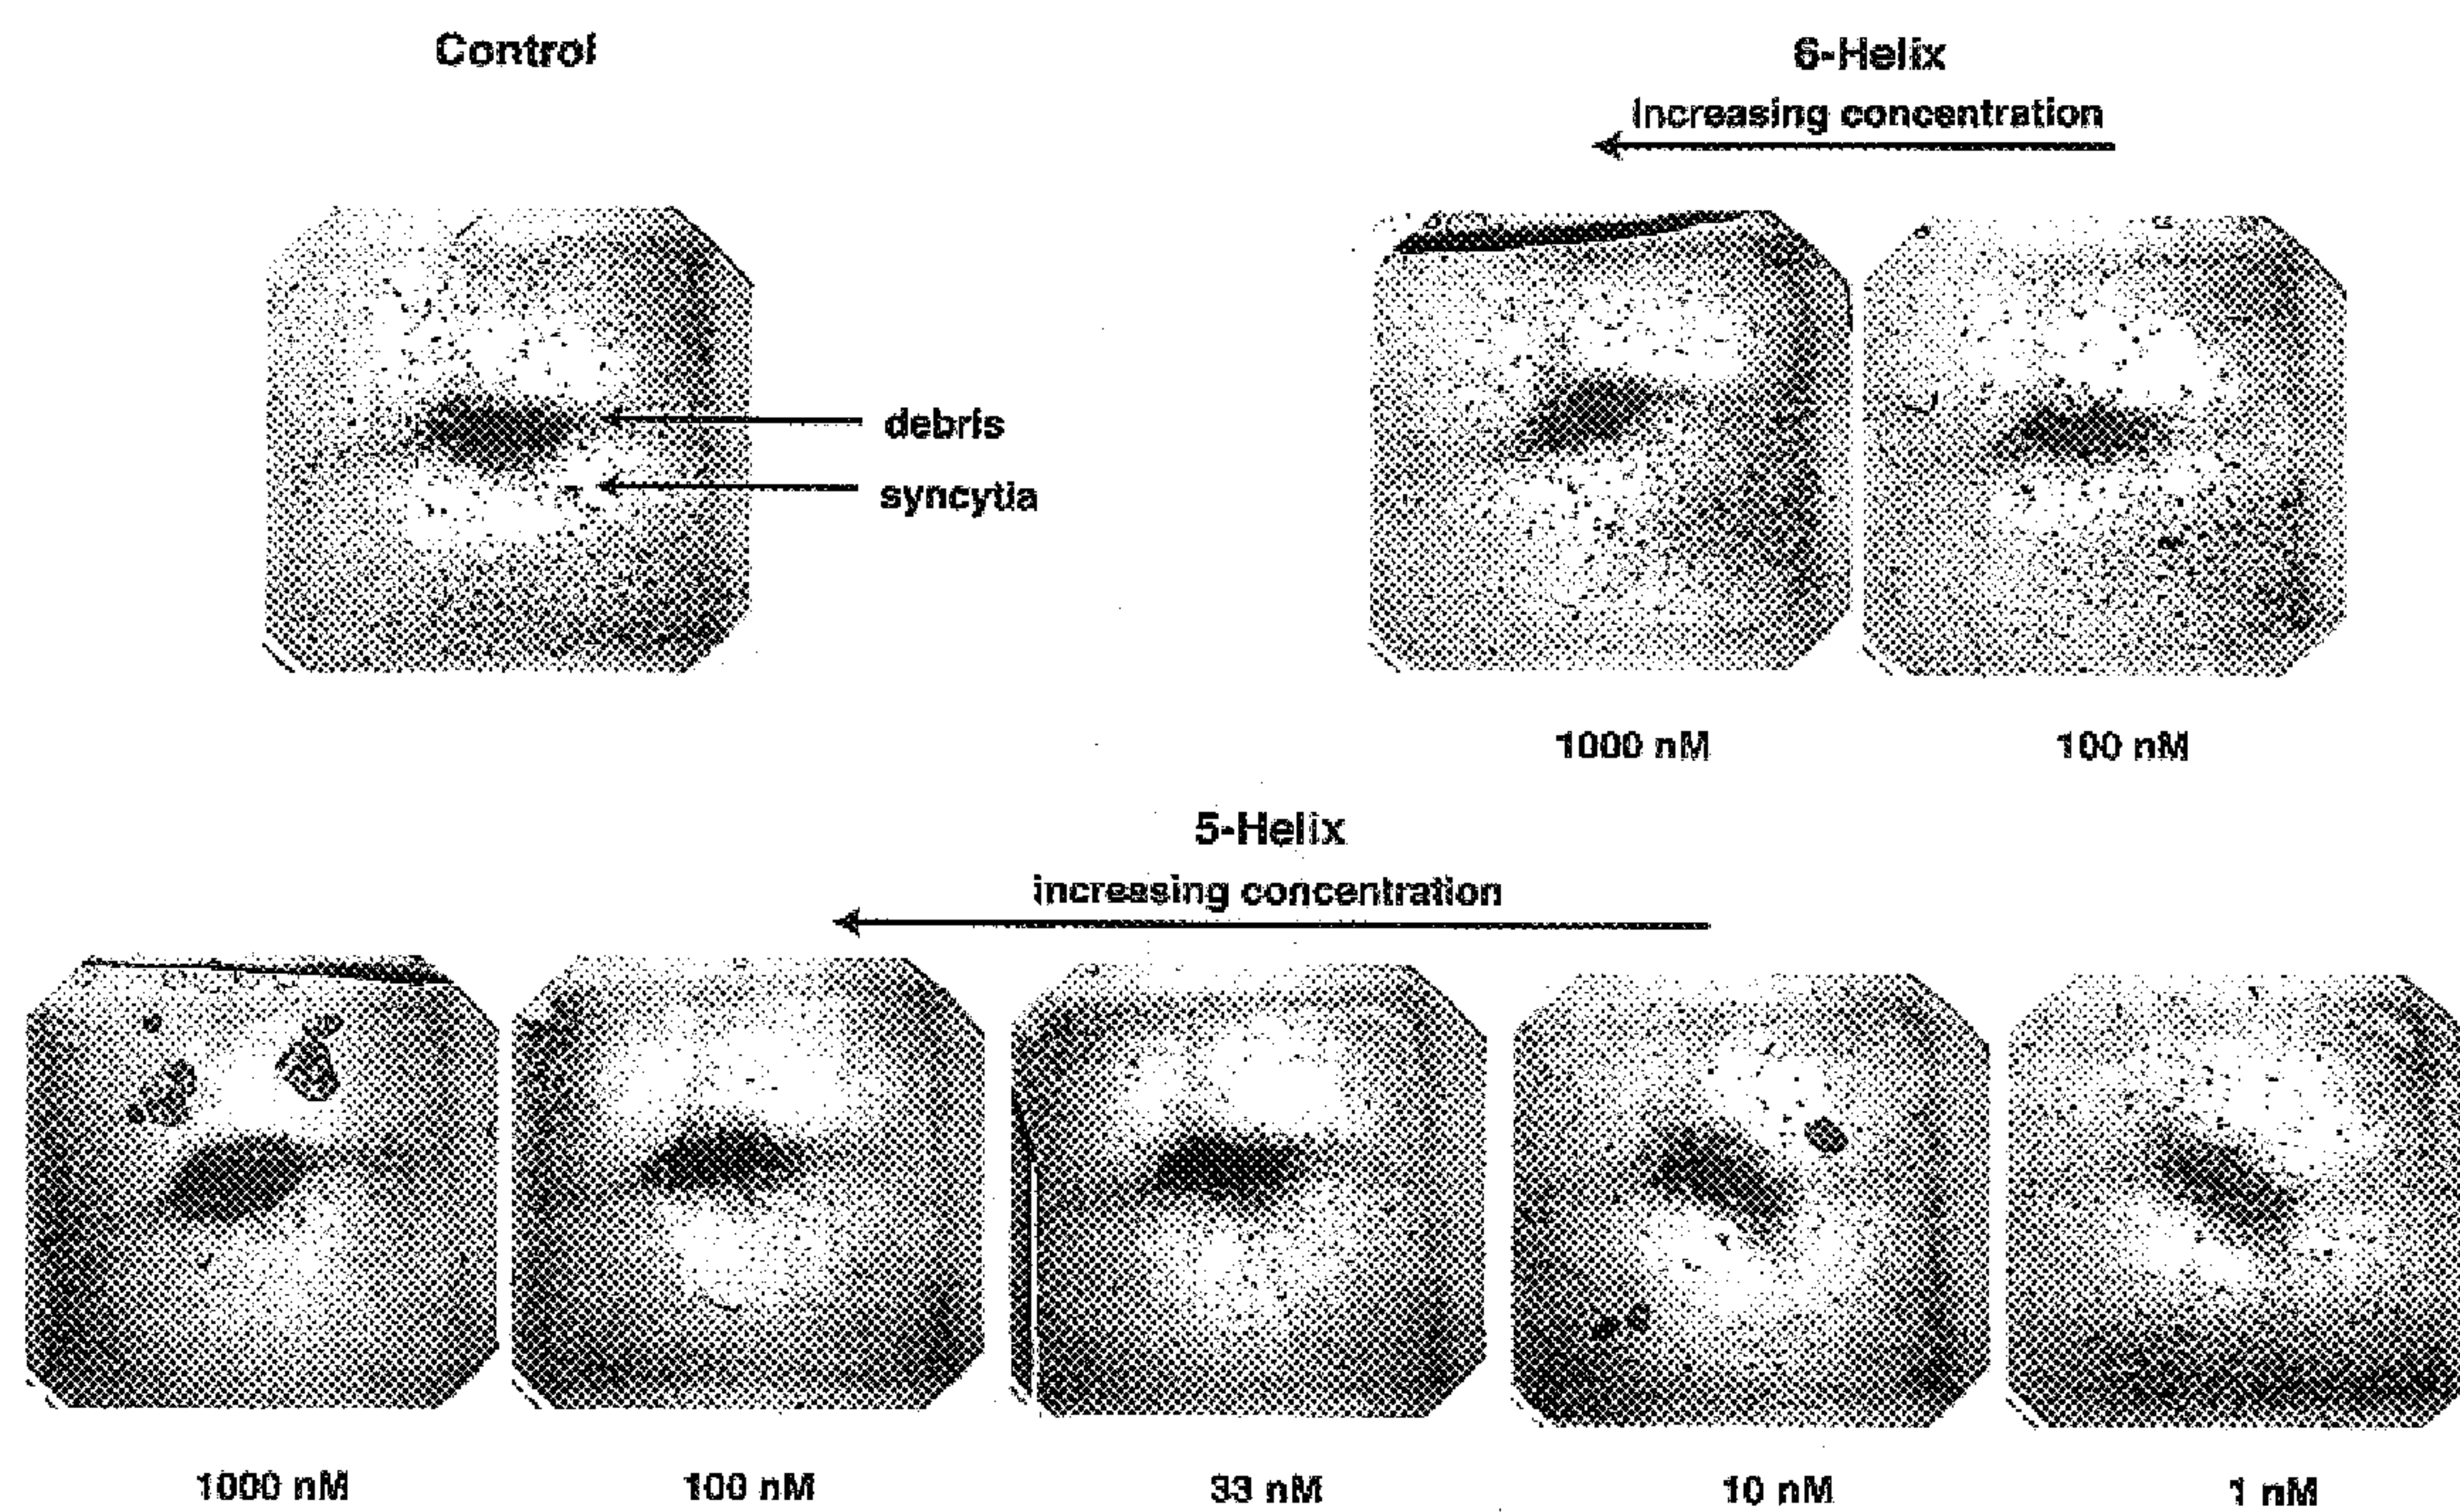 Control
6-Helix
Increasing concentration
debris
syncytia
1000 nM
100 nM
5-Helix
increasing concentration
1000 nM
100 nM
33 nM
10 nM
1 nM